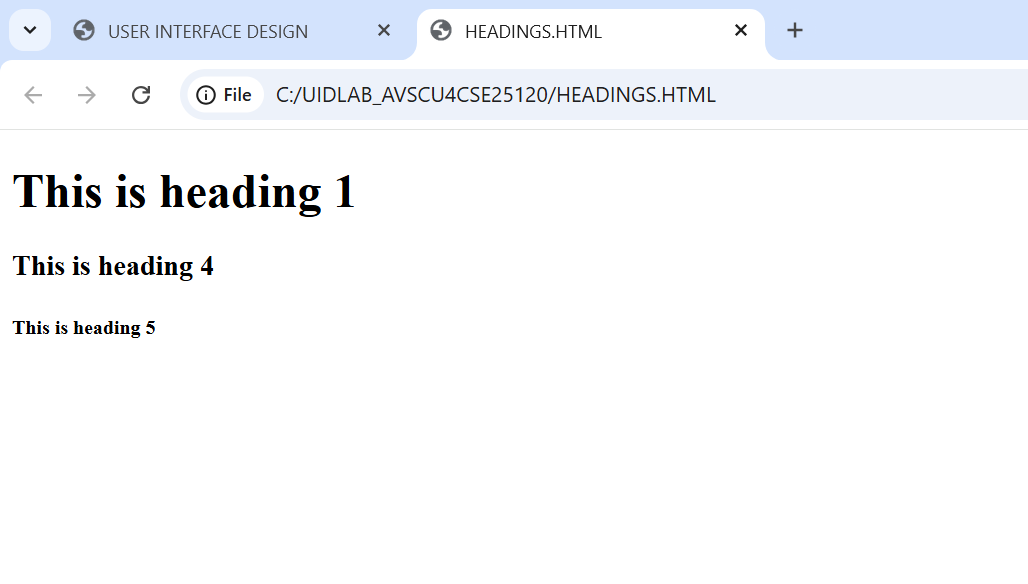 USER INTERFACE DESIGN
HEADINGS.HTML
File
C:/UIDLAB_AVSCU4CSE25120/HEADINGS.HTML
This is heading 1
This is heading 4
This is heading 5